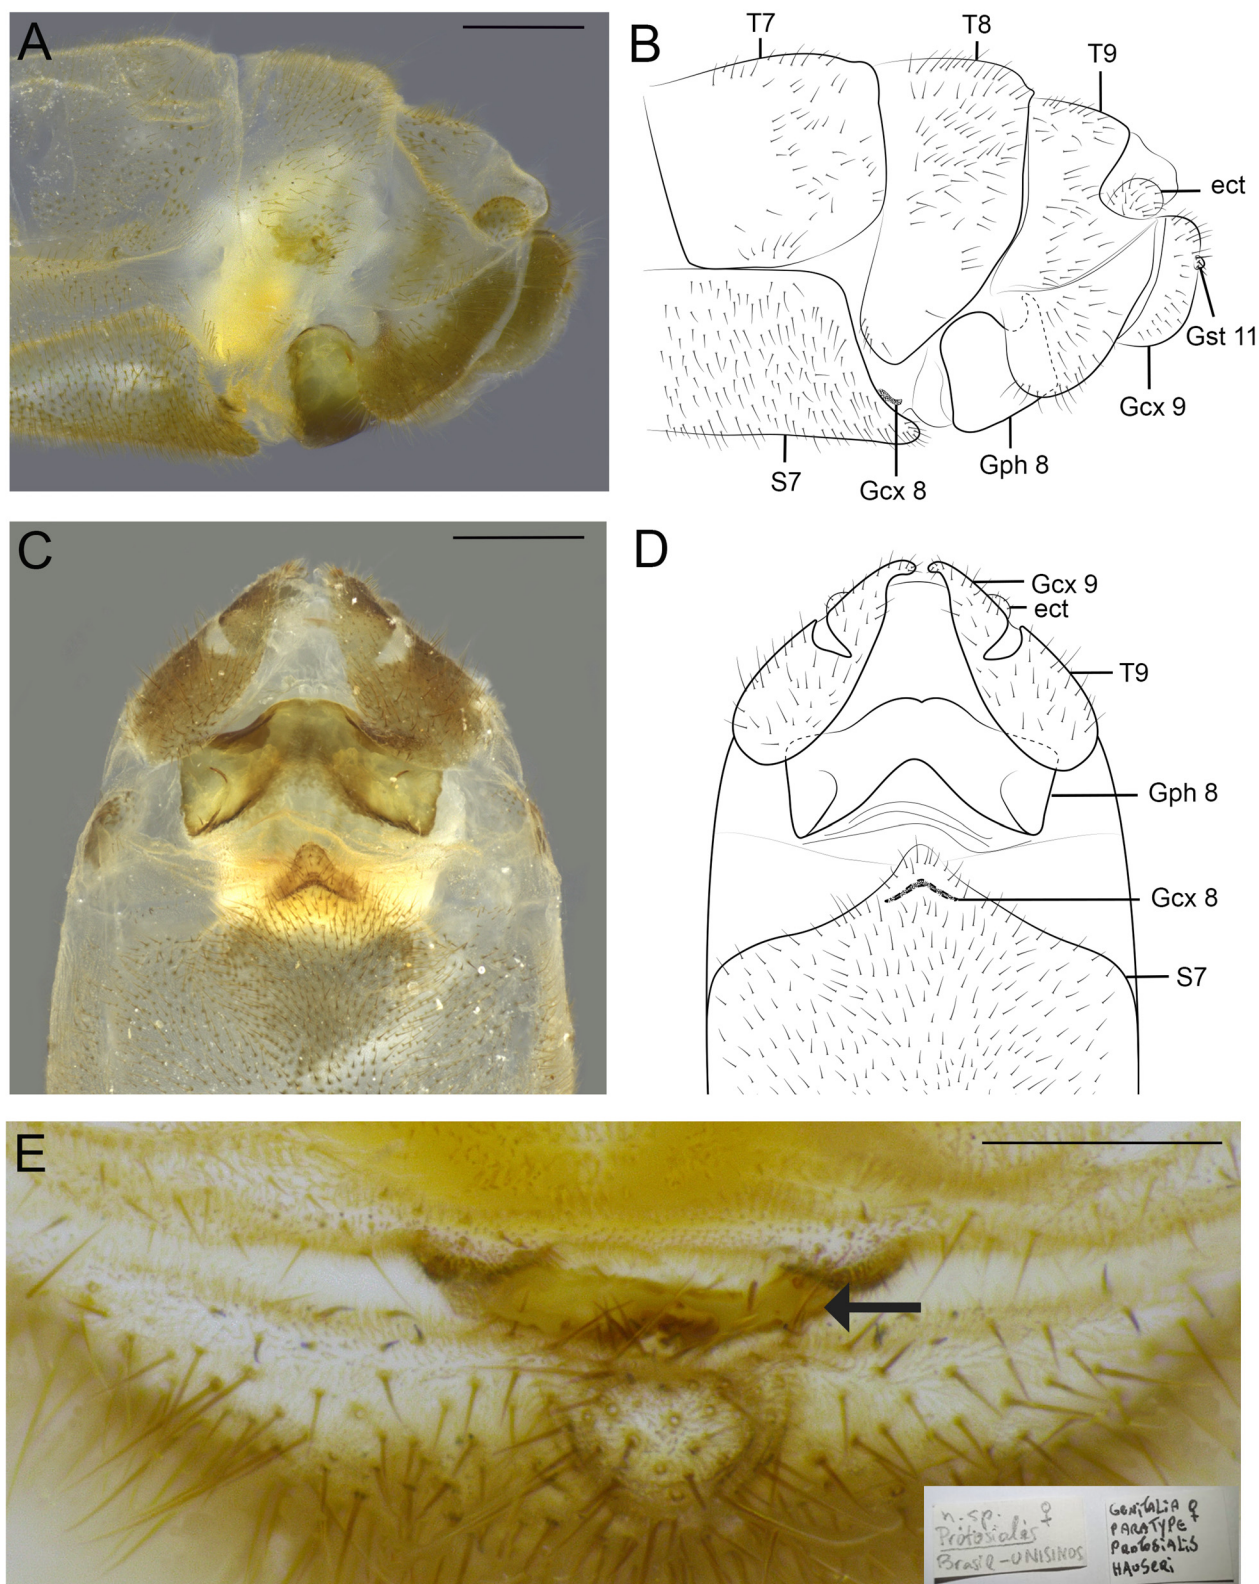 A
B
T7
T8
T9
ect
Gst 11
Gcx 9
Gph 8
Gcx 8
S7
C
D
Gcx 9
ect
T9
Gph 8
Gcx 8
S7
E
n. sp. ♀
Protosialis
Brasil-UNISINOS
GENITALIA ♀
PARATYPE
PROTOSIALIS
HAUSERI